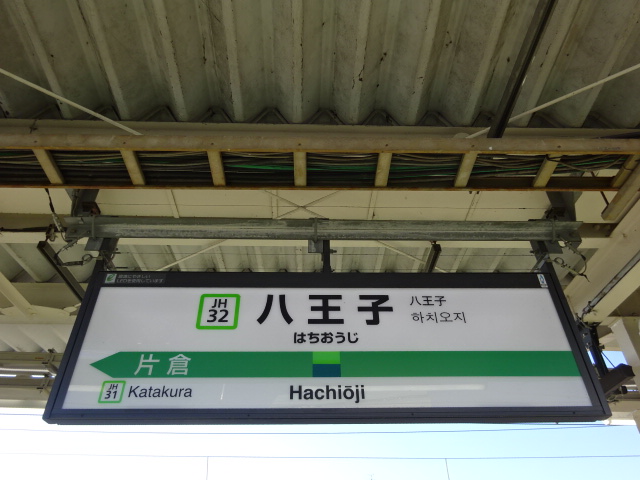 JH
32
八王子
はちおうじ
八王子
하치오지
片倉
JH
31
Katakura
Hachiōji